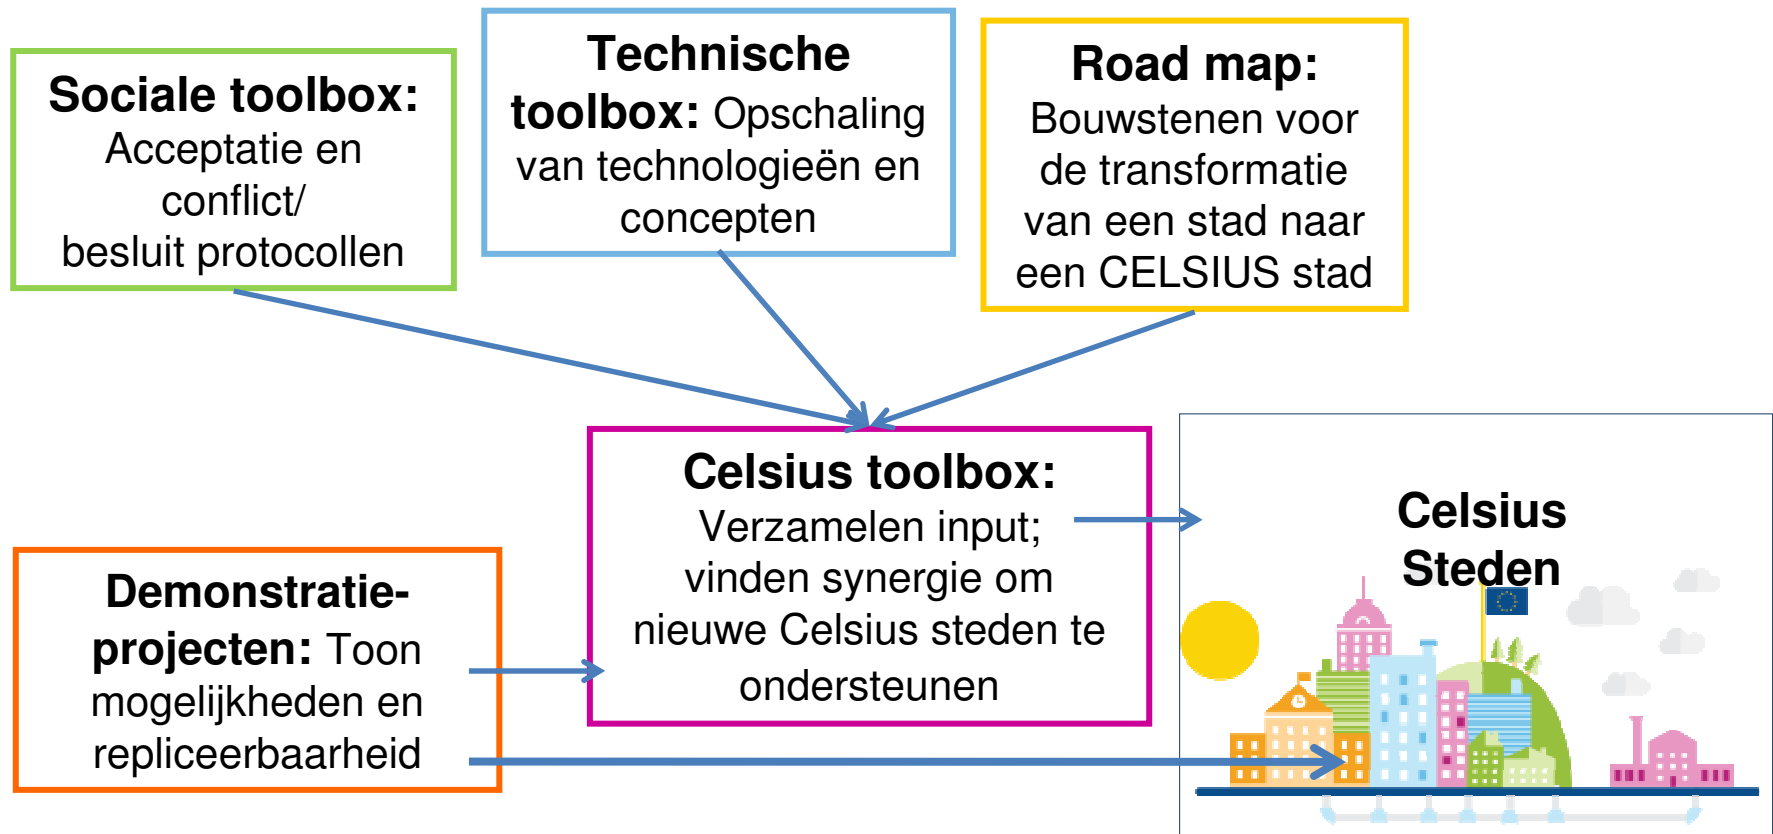 Sociale toolbox:
Acceptatie en
conflict/
besluit protocollen
Technische
toolbox: Opschaling
van technologieën en
concepten
Road map:
Bouwstenen voor
de transformatie
van een stad naar
een CELSIUS stad
Celsius toolbox:
Verzamelen input;
vinden synergie om
nieuwe Celsius steden te
ondersteunen
Demonstratie-
projecten: Toon
mogelijkheden en
repliceerbaarheid
Celsius
Steden